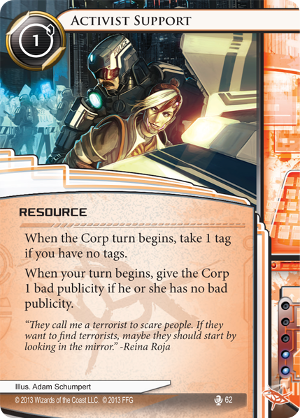 Activist Support
1
Resource
When the Corp turn begins, take 1 tag
if you have no tags.
When your turn begins, give the Corp
1 bad publicity if he or she has no bad
publicity.
“They call me a terrorist to scare people. If they
want to find terrorists, maybe they should start by
looking in the mirror.” -Reina Roja
Illus. Adam Schumpert
© 2013 Wizards of the Coast LLC. © 2013 FFG 62